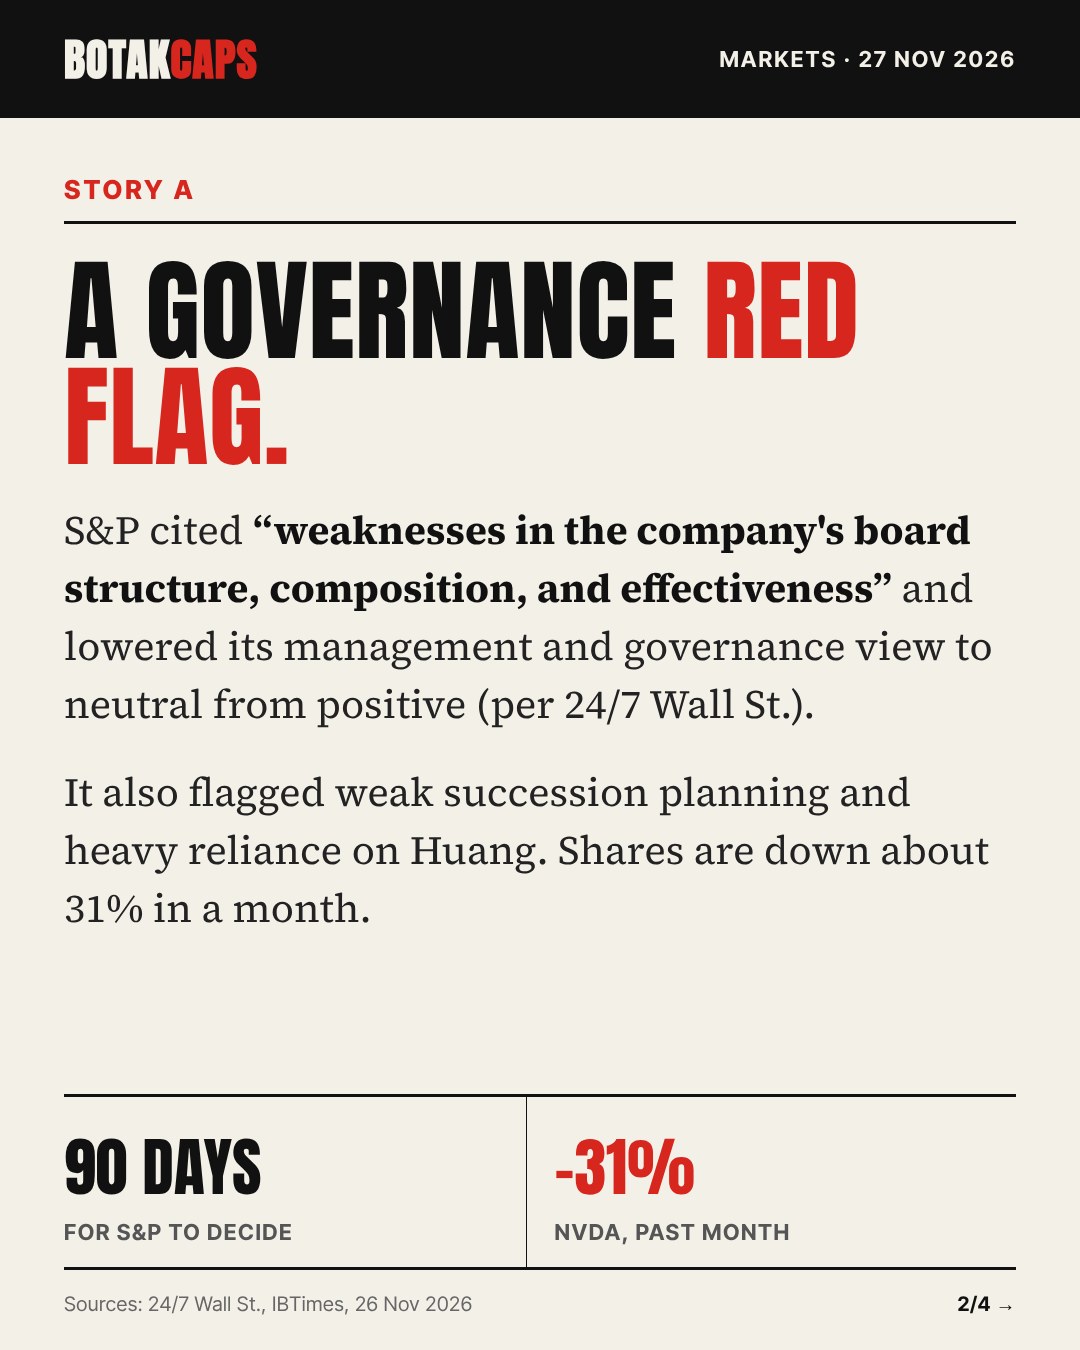 BOTAKCAPS
MARKETS · 27 NOV 2026
STORY A
A GOVERNANCE RED
FLAG.
S&P cited “weaknesses in the company's board
structure, composition, and effectiveness” and
lowered its management and governance view to
neutral from positive (per 24/7 Wall St.).
It also flagged weak succession planning and
heavy reliance on Huang. Shares are down about
31% in a month.
90 DAYS
FOR S&P TO DECIDE
-31%
NVDA, PAST MONTH
Sources: 24/7 Wall St., IBTimes, 26 Nov 2026
2/4 →